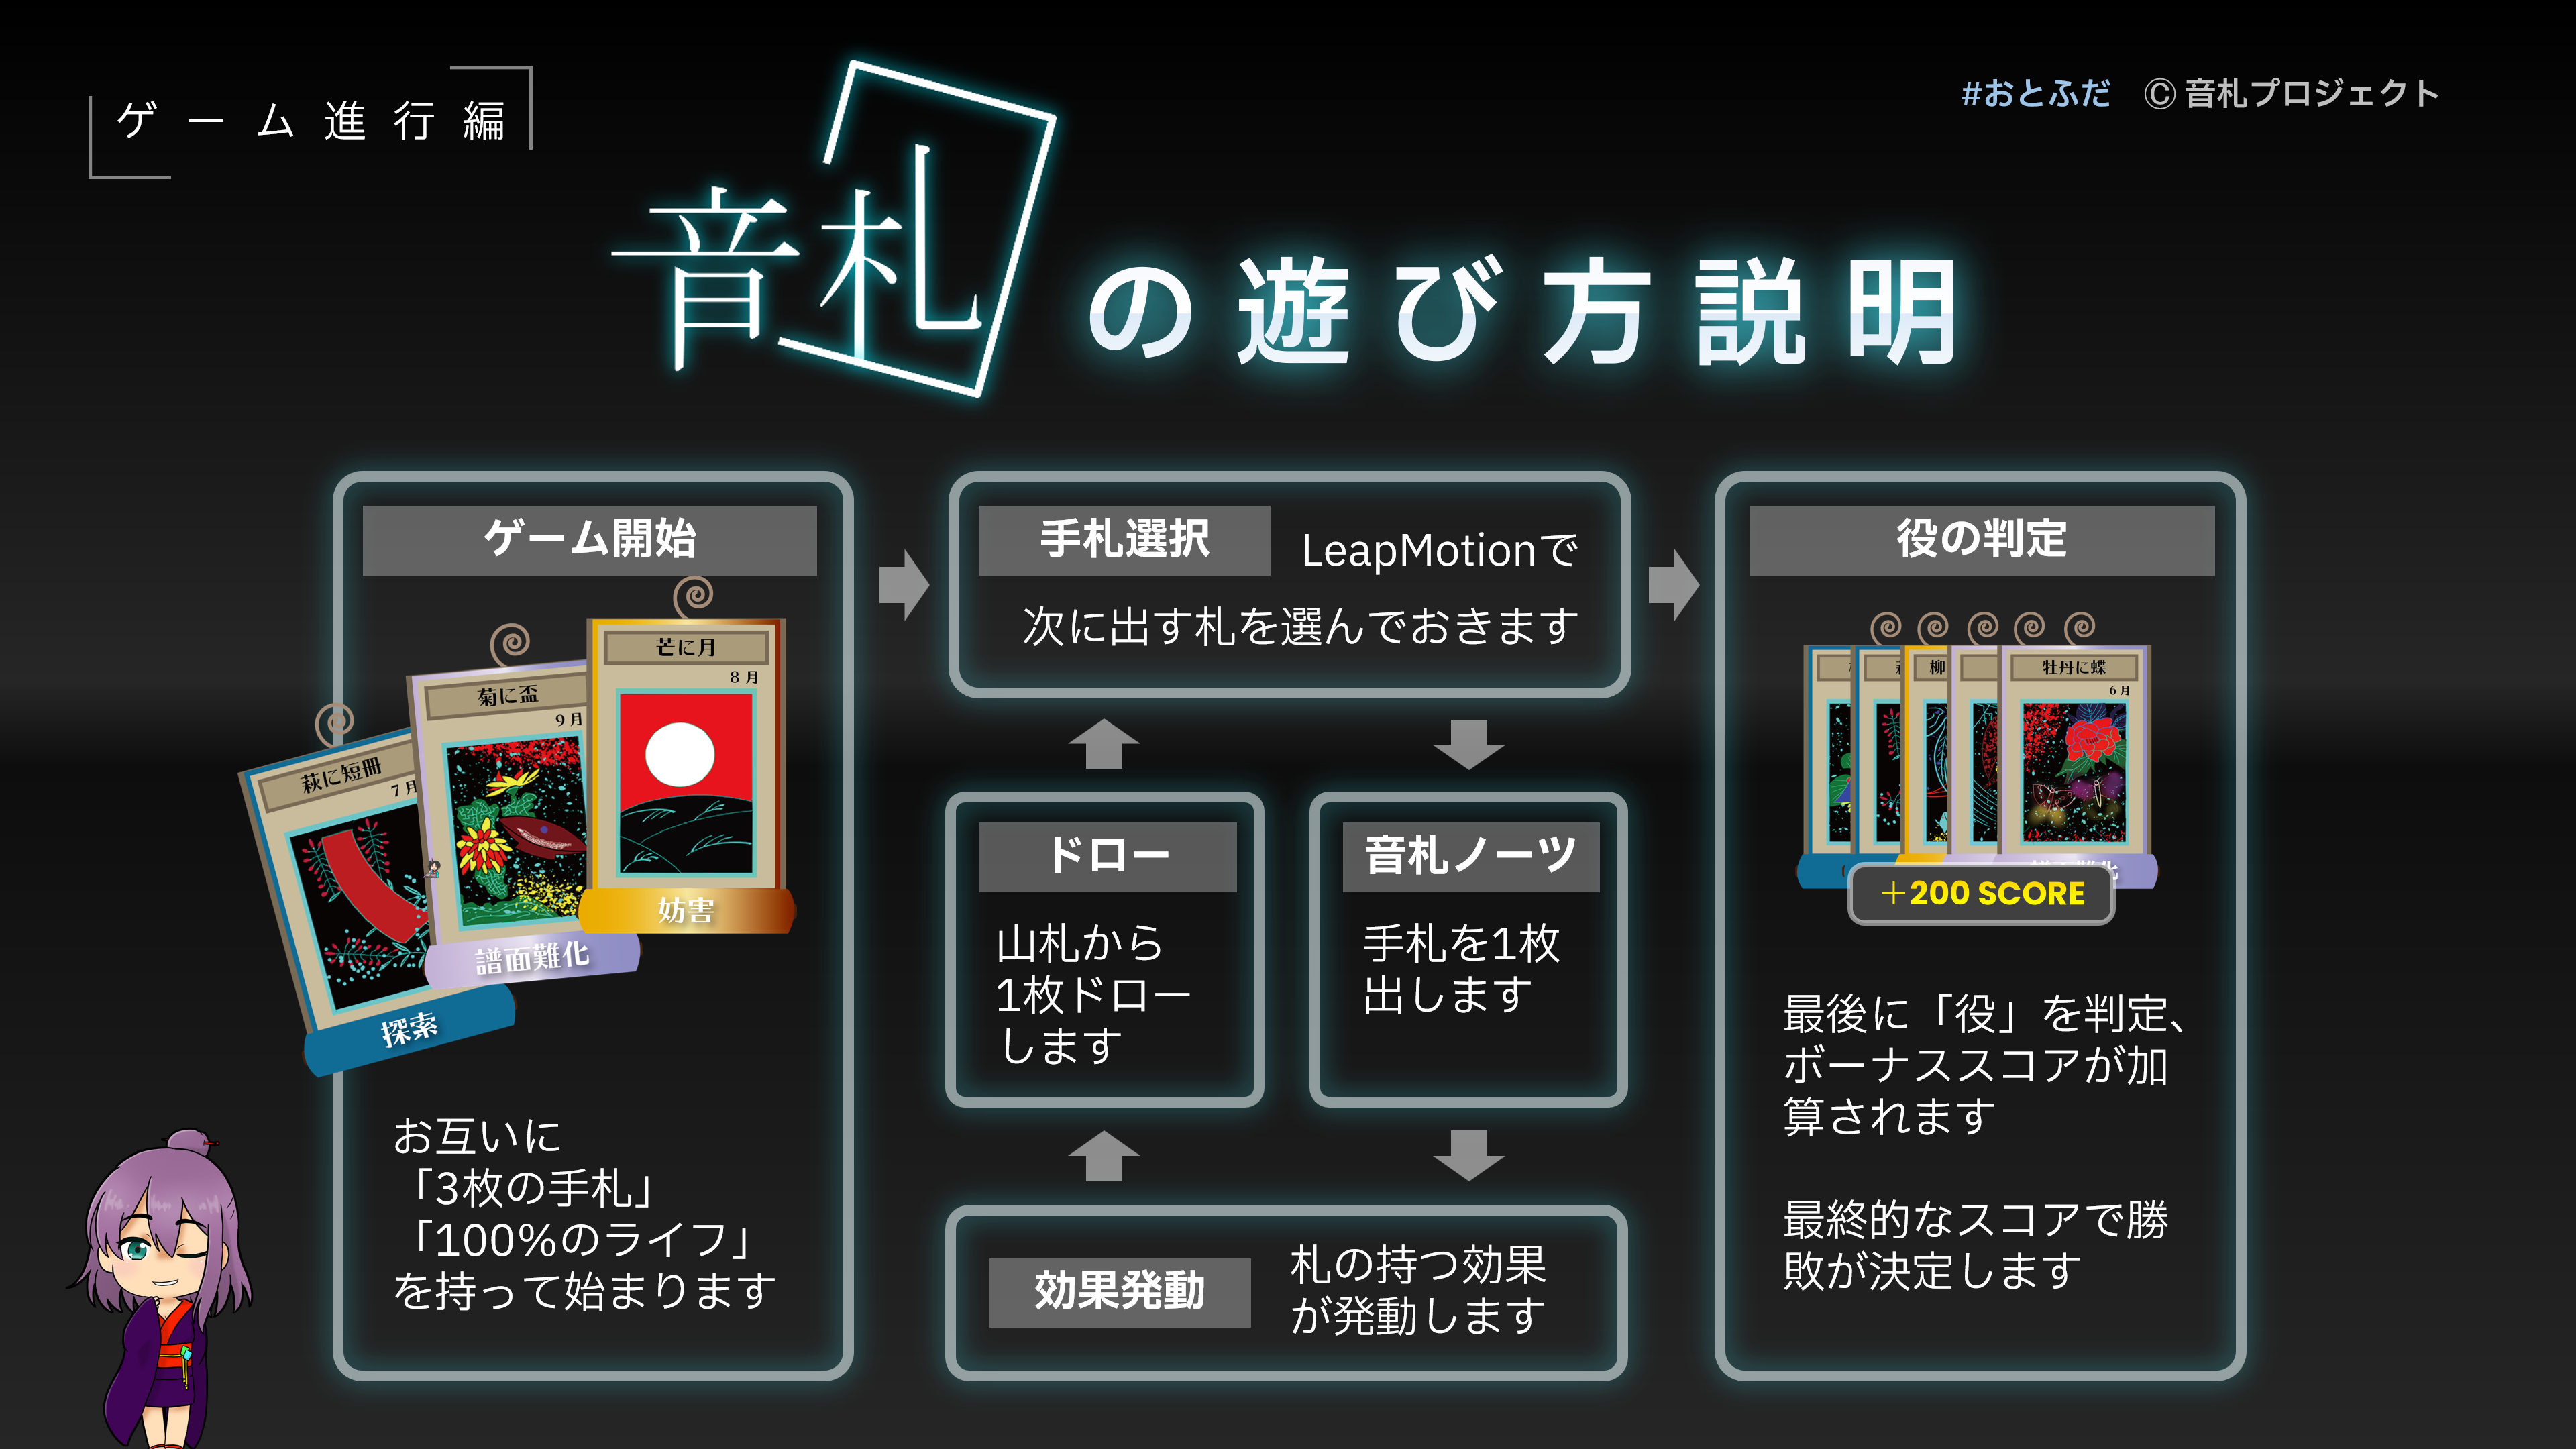 ゲーム進行編
#おとふだ Ⓒ 音札プロジェクト
音札の遊び方説明
ゲーム開始
萩に短冊
7月
探索
菊に盃
9月
譜面難化
芒に月
8月
妨害
お互いに
「3枚の手札」
「100%のライフ」
を持って始まります
手札選択
LeapMotionで
次に出す札を選んでおきます
音札ノーツ
手札を1枚
出します
効果発動
札の持つ効果
が発動します
ドロー
山札から
1枚ドロー
します
役の判定
柳
牡丹に蝶
6月
+200 SCORE
最後に「役」を判定、
ボーナススコアが加
算されます
最終的なスコアで勝
敗が決定します